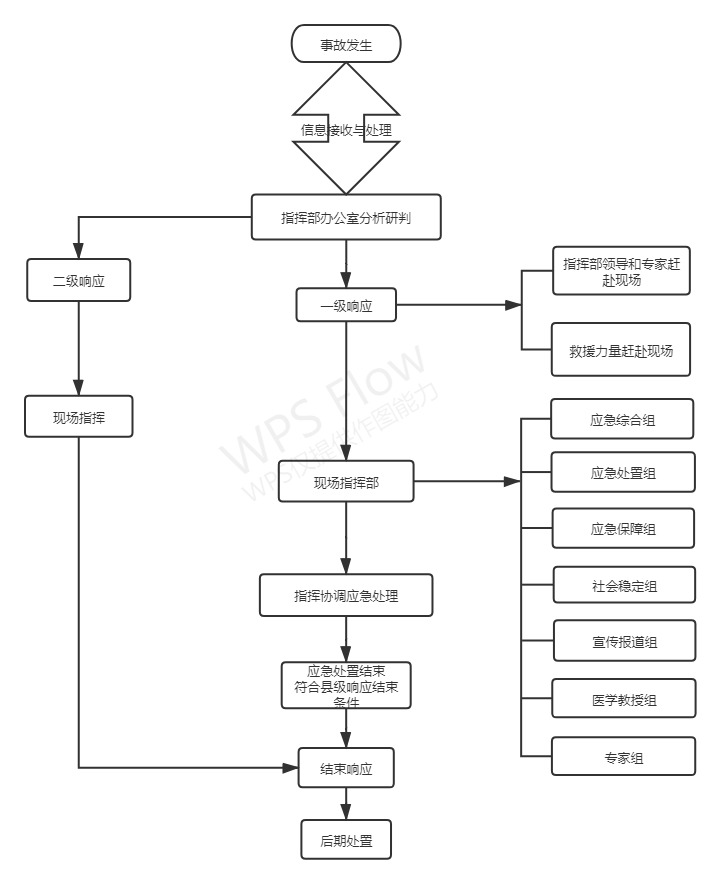 事故发生
信息接收与处理
指挥部办公室分析研判
二级响应
一级响应
指挥部领导和专家赶
赴现场
救援力量赶赴现场
现场指挥
现场指挥部
应急综合组
应急处置组
应急保障组
社会稳定组
宣传报道组
医学教授组
专家组
指挥协调应急处理
应急处置结束
符合县级响应结束
条件
结束响应
后期处置
WPS Flow
WPS仅提供作图能力